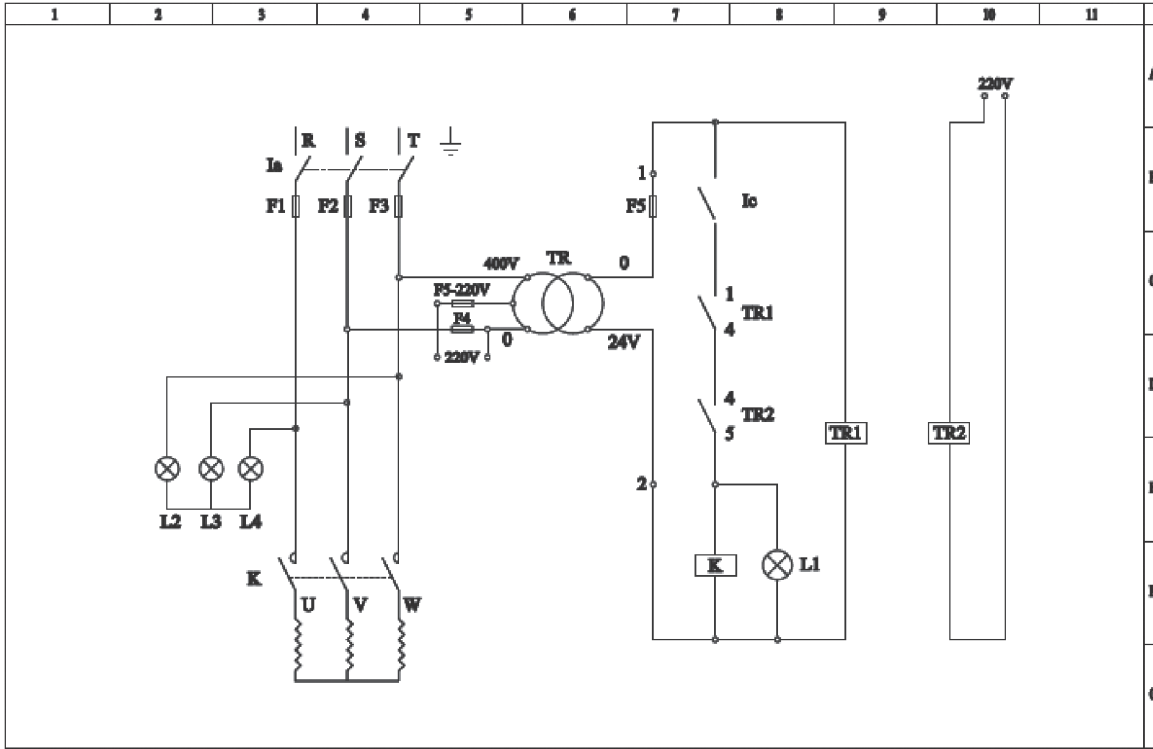 1 2 3 4 5 6 7 8 9 10 11
220V
R S T
Ia
1
F1 F2 F3 F5 Ic
400V TR 0
F5-220V 1
F4 TR1
0 24V 4
220V
4
TR2
5
TR1 TR2
2
L2 L3 L4
K K L1
U V W